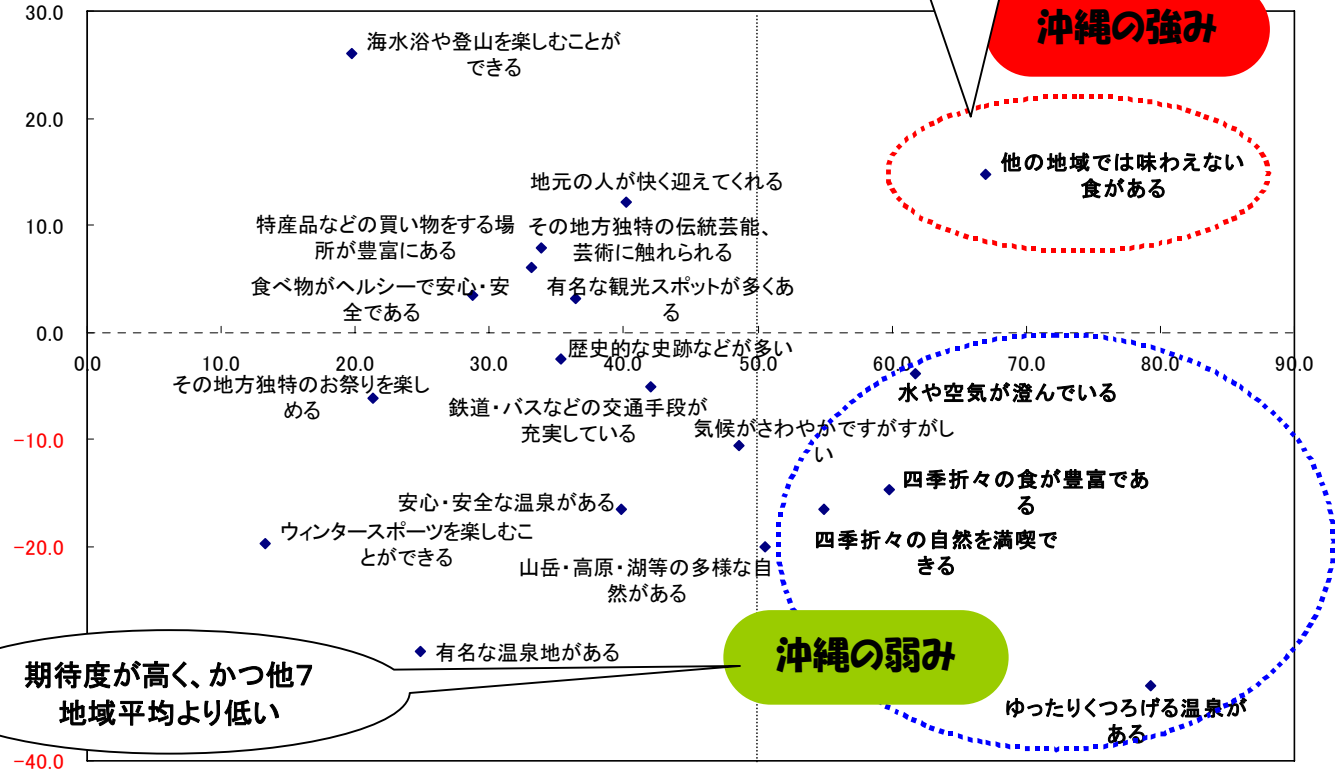 30.0
沖縄の強み
海水浴や登山を楽しむことが
できる
20.0
他の地域では味わえない
食がある
地元の人が快く迎えてくれる
10.0
特産品などの買い物をする場
所が豊富にある
その地方独特の伝統芸能、
芸術に触れられる
食べ物がヘルシーで安心・安
全である
有名な観光スポットが多くあ
る
0.0
歴史的な史跡などが多い
0.0 10.0 20.0 30.0 40.0 50.0 60.0 70.0 80.0 90.0
その地方独特のお祭りを楽し
める
水や空気が澄んでいる
鉄道・バスなどの交通手段が
充実している
気候がさわやかですがすがし
い
-10.0
四季折々の食が豊富であ
る
安心・安全な温泉がある
ウィンタースポーツを楽しむこ
とができる
四季折々の自然を満喫で
きる
-20.0
山岳・高原・湖等の多様な自
然がある
有名な温泉地がある
沖縄の弱み
期待度が高く、かつ他7
地域平均より低い
ゆったりくつろげる温泉が
ある
-40.0